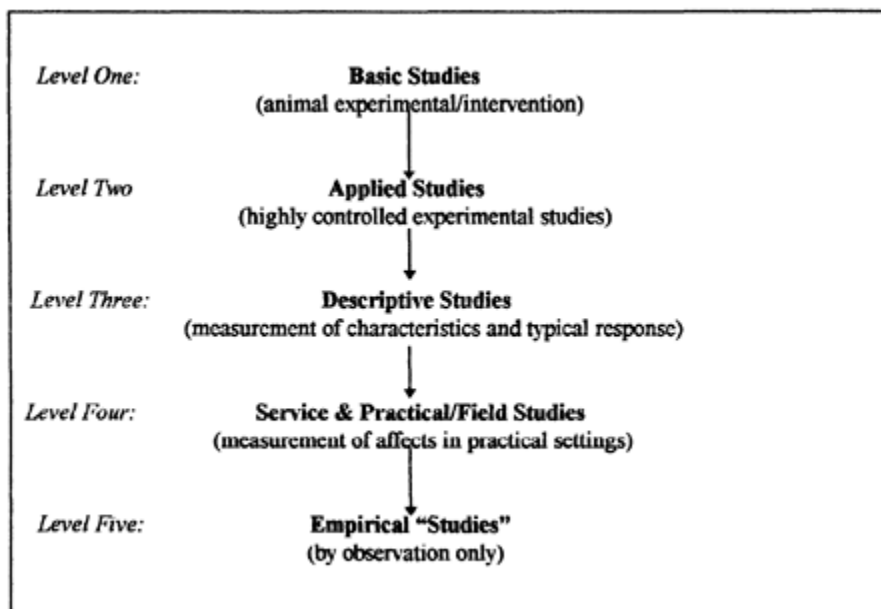 Level One: Basic Studies
(animal experimental/intervention)
Level Two Applied Studies
(highly controlled experimental studies)
Level Three: Descriptive Studies
(measurement of characteristics and typical response)
Level Four: Service & Practical/Field Studies
(measurement of affects in practical settings)
Level Five: Empirical “Studies”
(by observation only)